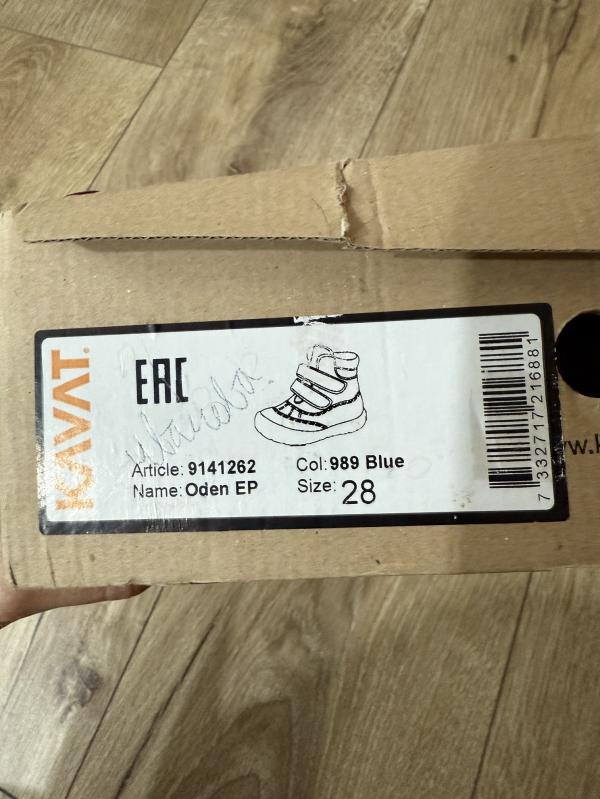 KAVAT.
EAC
Article: 9141262
Name: Oden EP
Col: 989 Blue
Size: 28
7 332717 216881